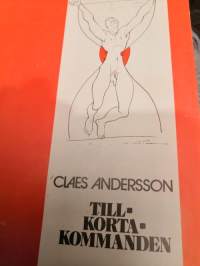 CLAES ANDERSSON
TILL-
KORTA-
KOMMANDEN